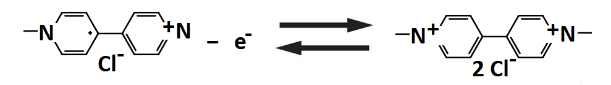 N +N − e⁻ N+ +N
Cl⁻ 2 Cl⁻